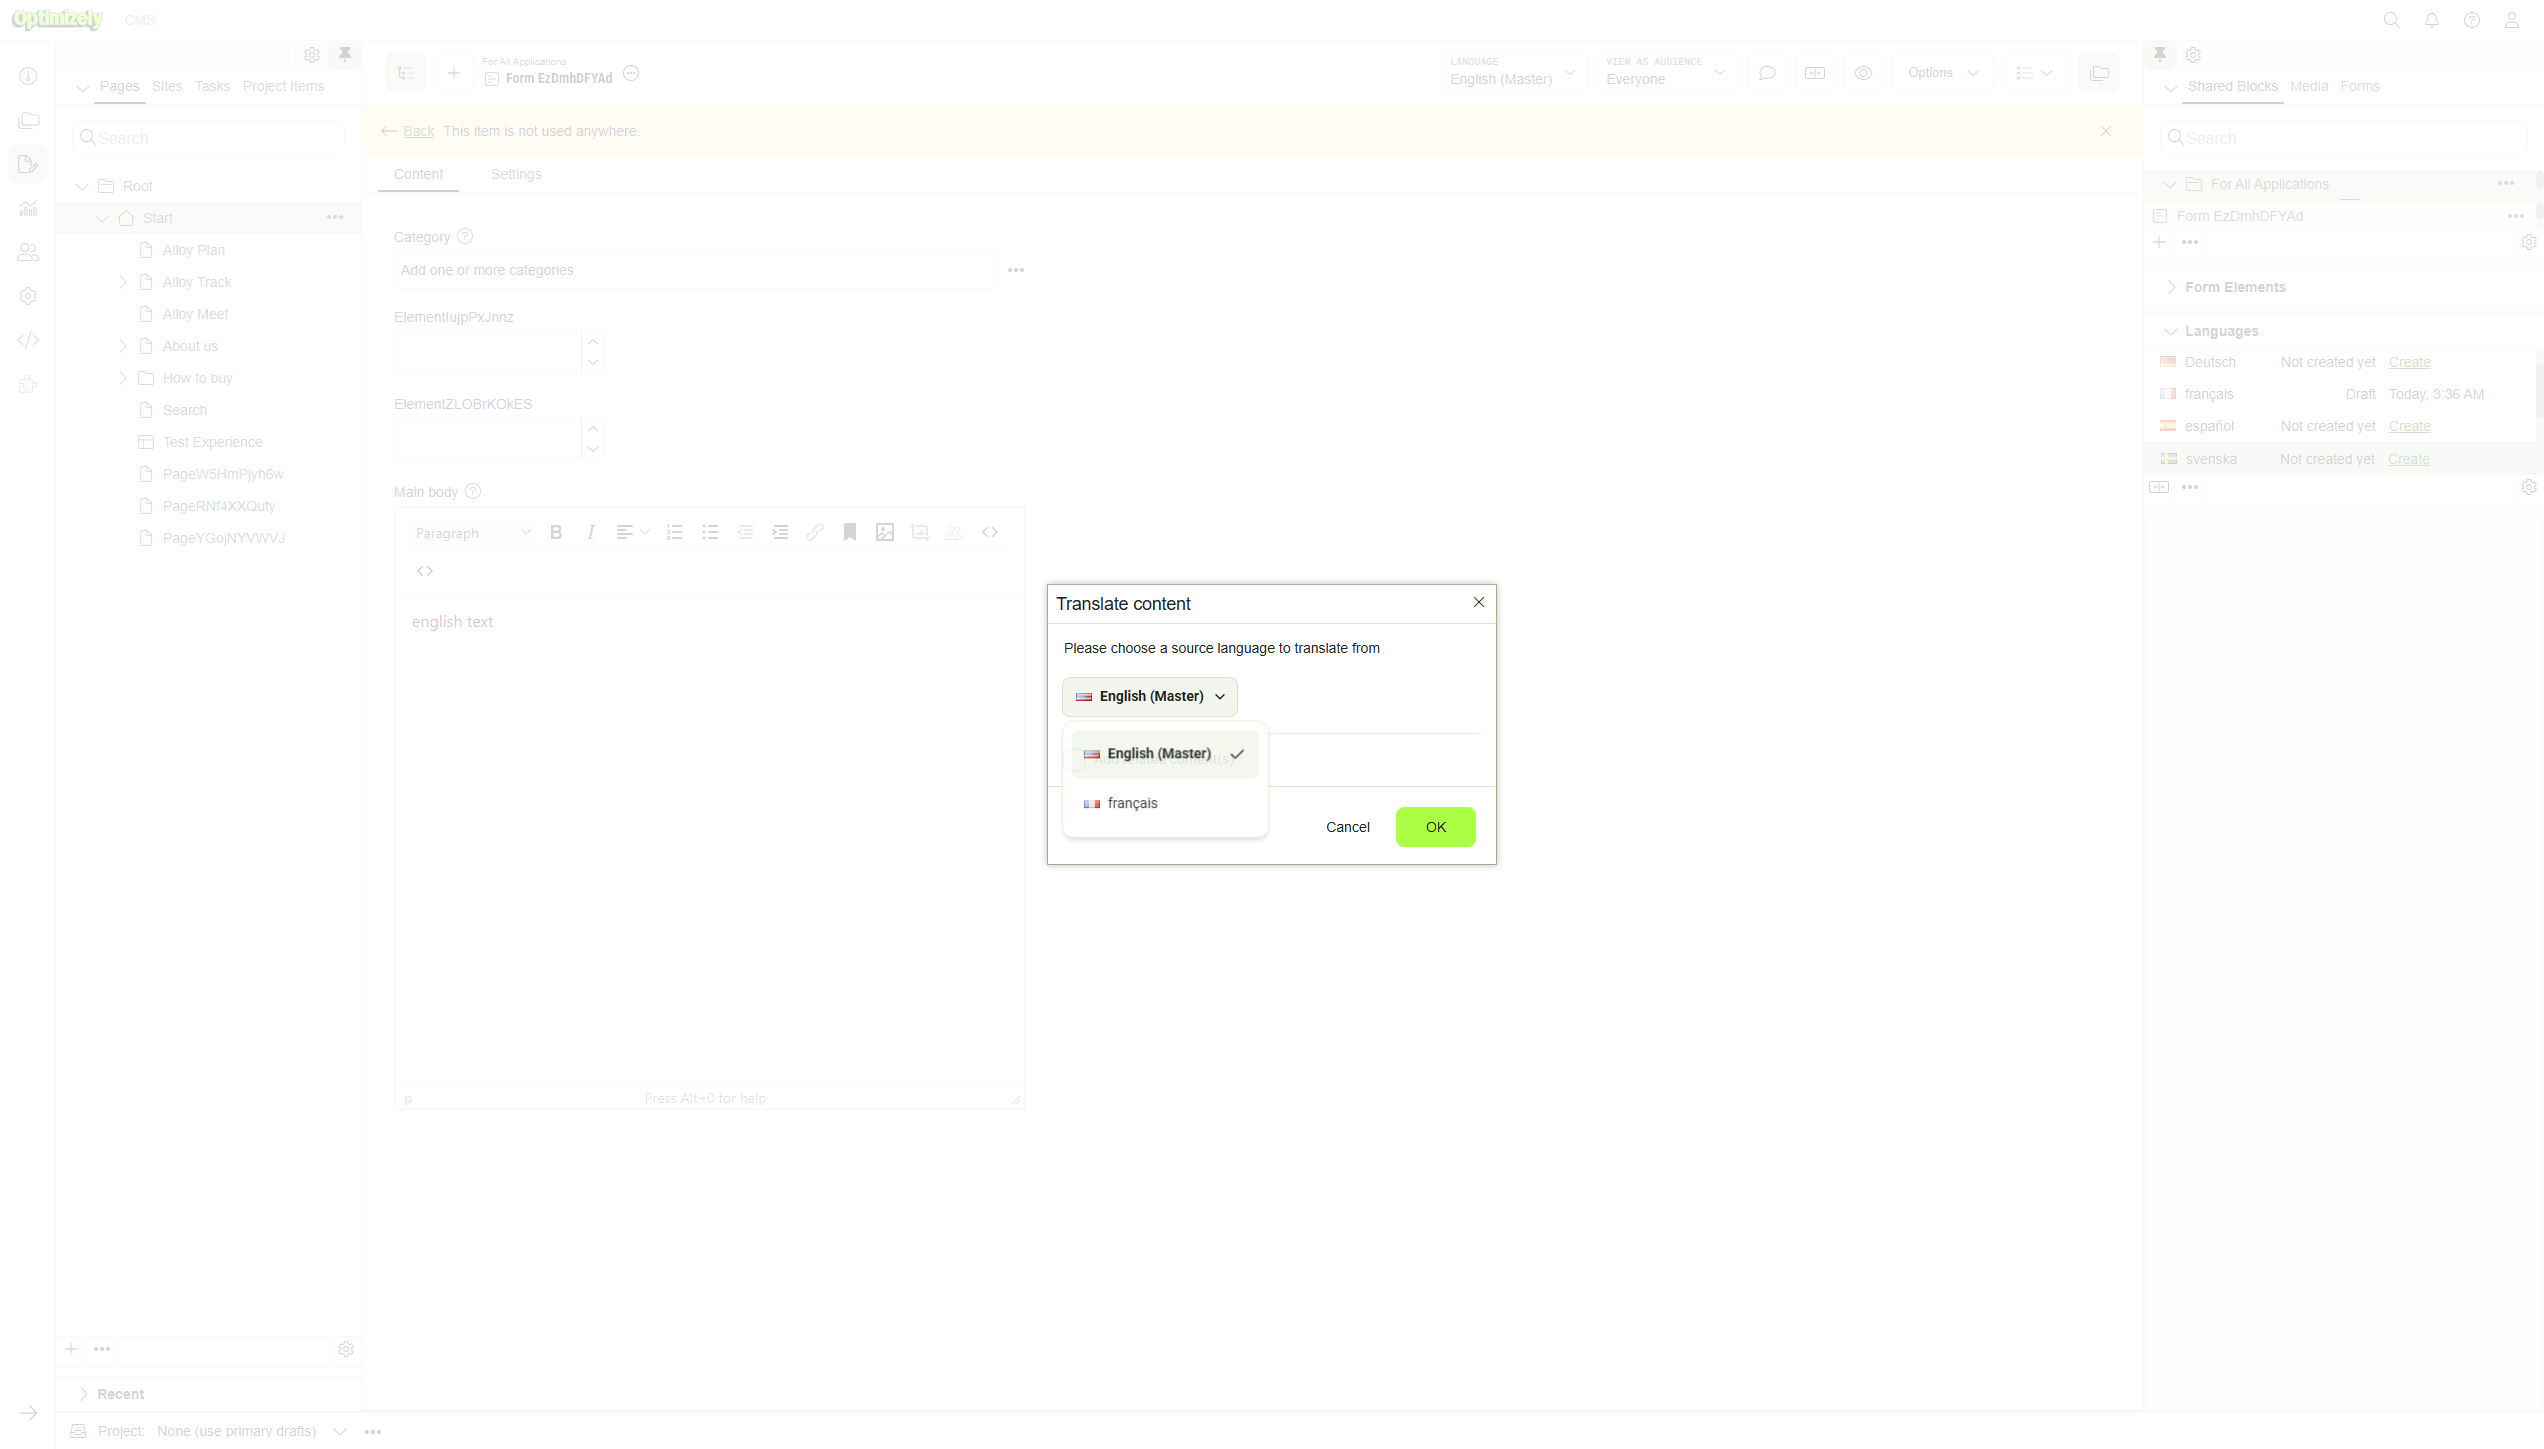 Optimizely CMS
Pages Sites Tasks Project Items
Search
Root
Start
Alloy Plan
Alloy Track
Alloy Meet
About us
How to buy
Search
Test Experience
PageW5HmPjyh6w
PageRNf4XXQuty
PageYGojNYVWVJ
Recent
Project: None (use primary drafts)
For All Applications
Form EzDmhDFYAd
LANGUAGE
English (Master)
VIEW AS AUDIENCE
Everyone
Options
Back This item is not used anywhere.
Content Settings
Category
Add one or more categories
ElementIujpPxJnnz
ElementZLOBrKOkES
Main body
Paragraph
english text
p Press Alt+0 for help
Translate content
Please choose a source language to translate from
English (Master)
English (Master)
Add related content(s)
français
Cancel OK
Shared Blocks Media Forms
Search
For All Applications
Form EzDmhDFYAd
Form Elements
Languages
Deutsch Not created yet Create
français Draft Today, 3:36 AM
español Not created yet Create
svenska Not created yet Create